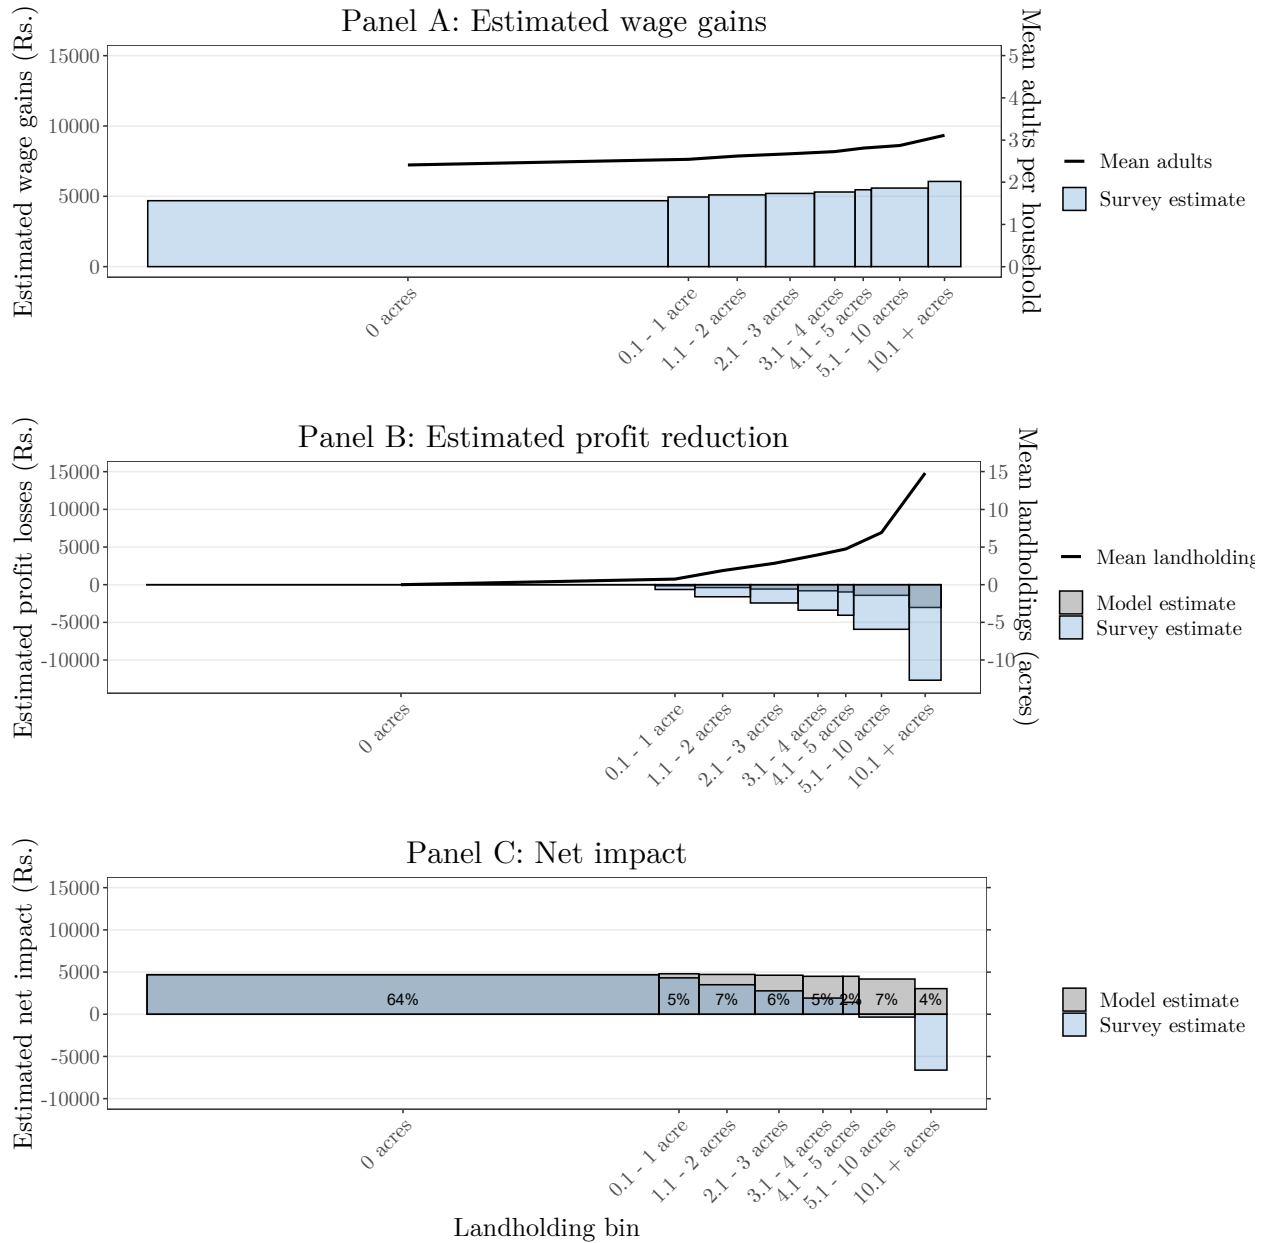 Panel A: Estimated wage gains
Estimated wage gains (Rs.)
15000
10000
5000
0
5
4
3
2
1
0
Mean adults per household
Mean adults
Survey estimate
0 acres
0.1 - 1 acre
1.1 - 2 acres
2.1 - 3 acres
3.1 - 4 acres
4.1 - 5 acres
5.1 - 10 acres
10.1 + acres
Panel B: Estimated profit reduction
Estimated profit losses (Rs.)
15000
10000
5000
0
-5000
-10000
15
10
5
0
-5
-10
Mean landholdings (acres)
Mean landholding
Model estimate
Survey estimate
0 acres
0.1 - 1 acre
1.1 - 2 acres
2.1 - 3 acres
3.1 - 4 acres
4.1 - 5 acres
5.1 - 10 acres
10.1 + acres
Panel C: Net impact
Estimated net impact (Rs.)
15000
10000
5000
0
-5000
-10000
64%
5%
7%
6%
5%
2%
7%
4%
Model estimate
Survey estimate
0 acres
0.1 - 1 acre
1.1 - 2 acres
2.1 - 3 acres
3.1 - 4 acres
4.1 - 5 acres
5.1 - 10 acres
10.1 + acres
Landholding bin